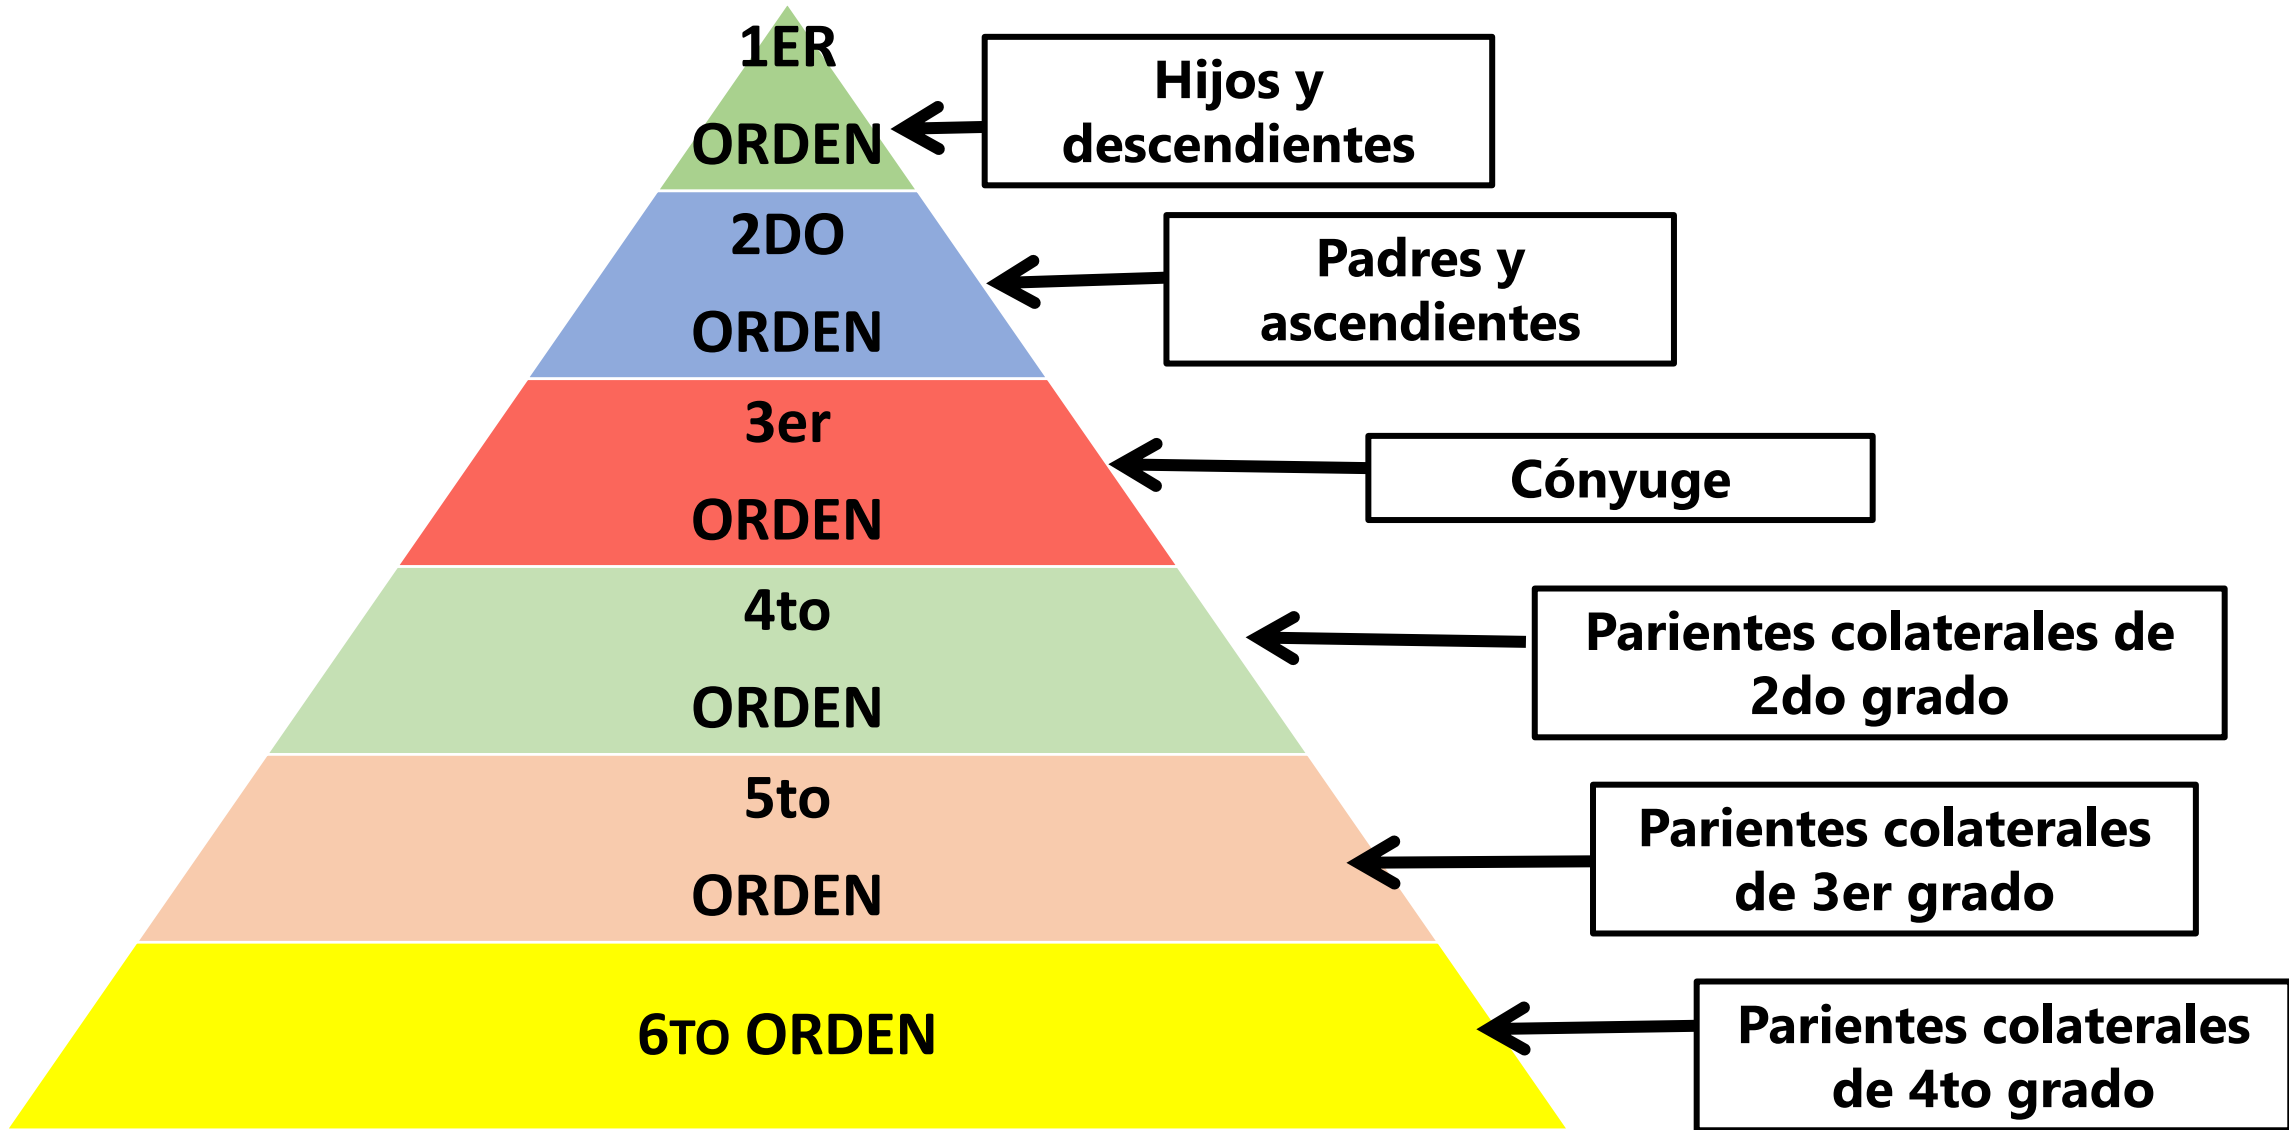 1ER
ORDEN
Hijos y
descendientes
2DO
ORDEN
Padres y
ascendientes
3er
ORDEN
Cónyuge
4to
ORDEN
Parientes colaterales de
2do grado
5to
ORDEN
Parientes colaterales
de 3er grado
6TO ORDEN
Parientes colaterales
de 4to grado